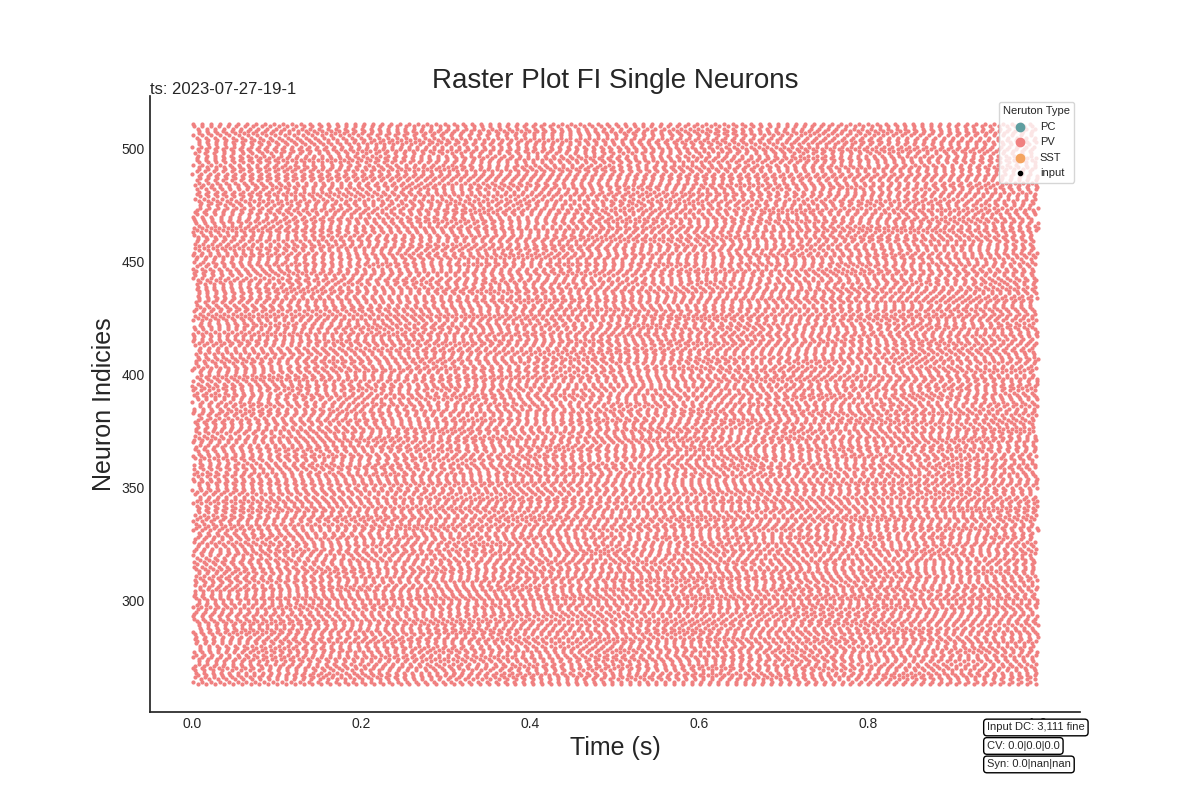 Raster Plot FI Single Neurons
ts: 2023-07-27-19-1
Neruton Type
PC
PV
SST
input
500
450
400
350
300
Neuron Indicies
0.0 0.2 0.4 0.6 0.8
Time (s)
Input DC: 3,111 fine
CV: 0.0|0.0|0.0
Syn: 0.0|nan|nan